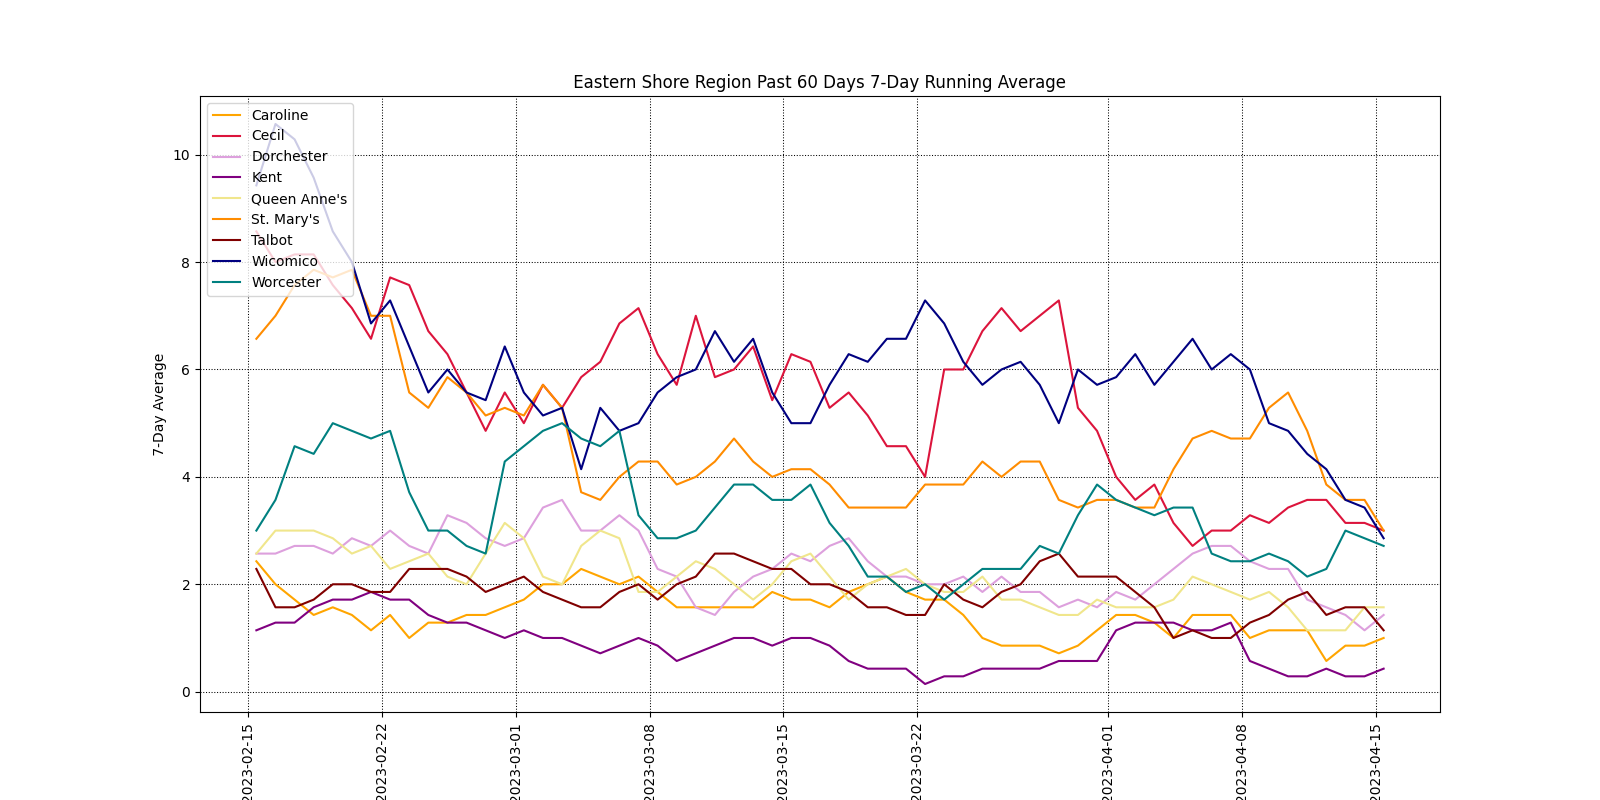 Eastern Shore Region Past 60 Days 7-Day Running Average
Caroline
Cecil
Dorchester
Kent
Queen Anne's
St. Mary's
Talbot
Wicomico
Worcester
7-Day Average
10
8
6
4
2
0
2023-02-15
2023-02-22
2023-03-01
2023-03-08
2023-03-15
2023-03-22
2023-04-01
2023-04-08
2023-04-15